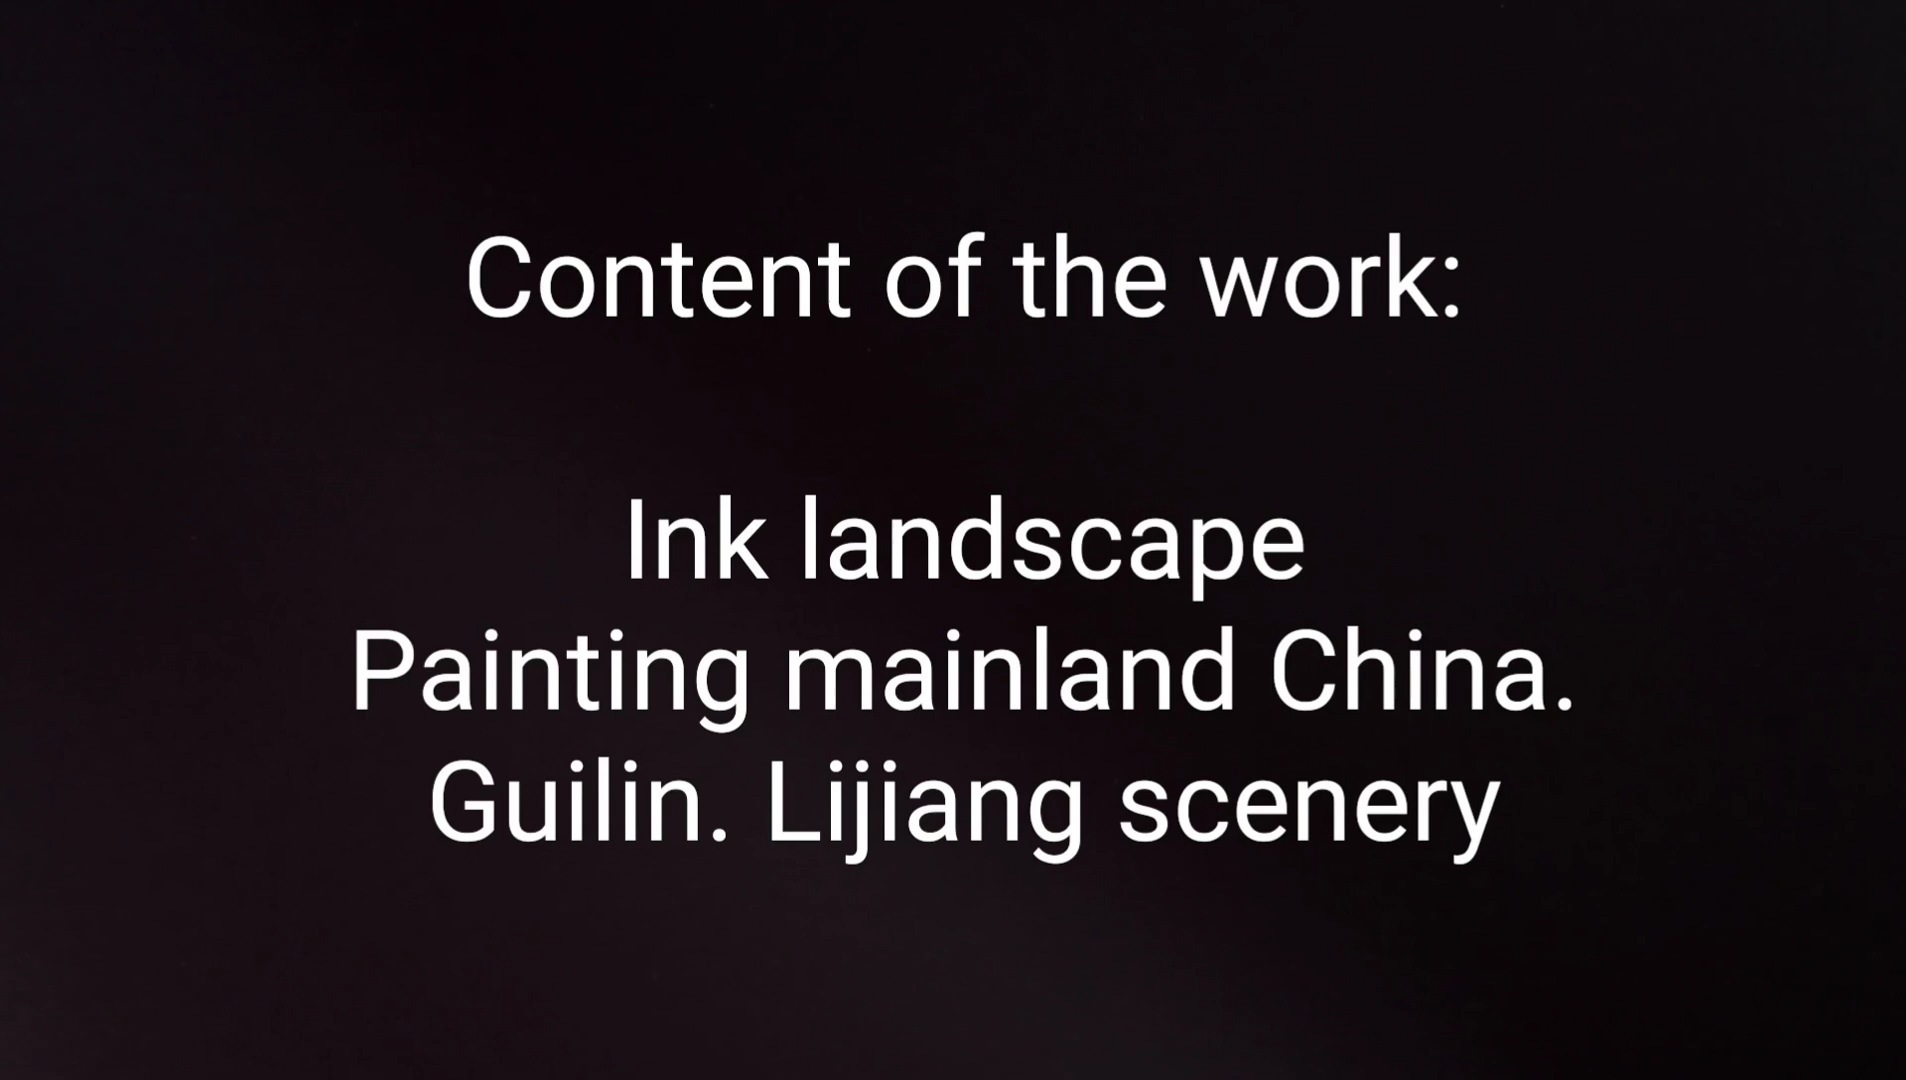 Content of the work:
Ink landscape
Painting mainland China.
Guilin. Lijiang scenery